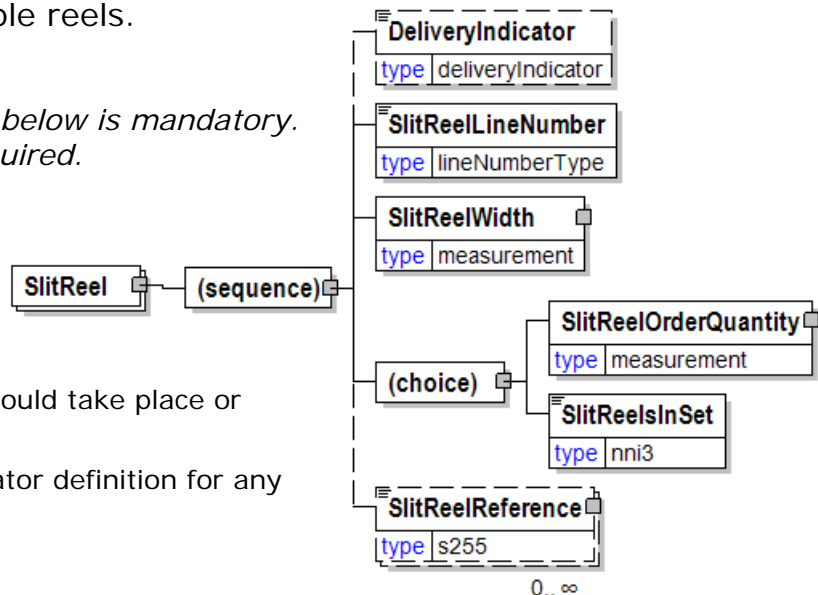 ple reels.
DeliveryIndicator
type deliveryIndicator
below is mandatory.
uired.
SlitReelLineNumber
type lineNumberType
SlitReelWidth
type measurement
SlitReel
(sequence)
SlitReelOrderQuantity
type measurement
(choice)
ould take place or
SlitReelsInSet
type nni3
ator definition for any
SlitReelReference
type s255
0..∞